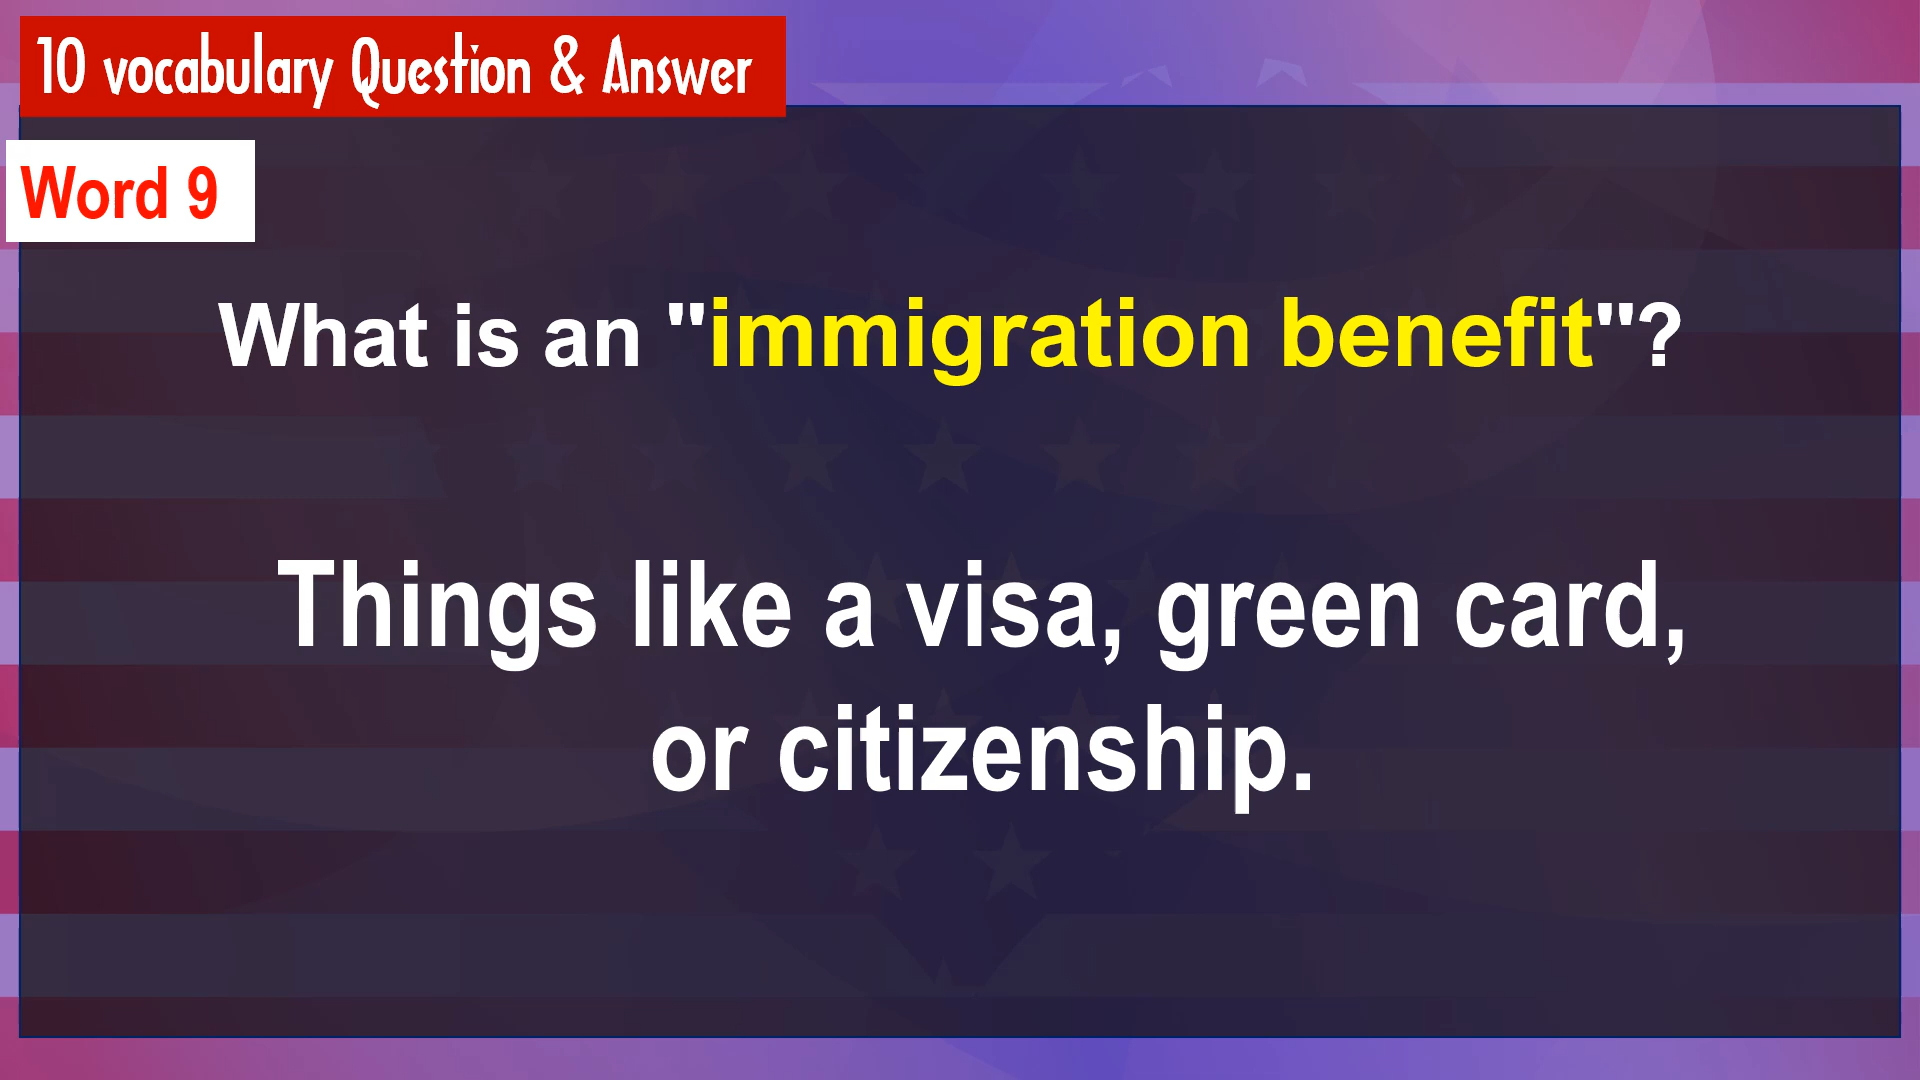 10 vocabulary Question & Answer
Word 9
What is an "immigration benefit"?
Things like a visa, green card,
or citizenship.